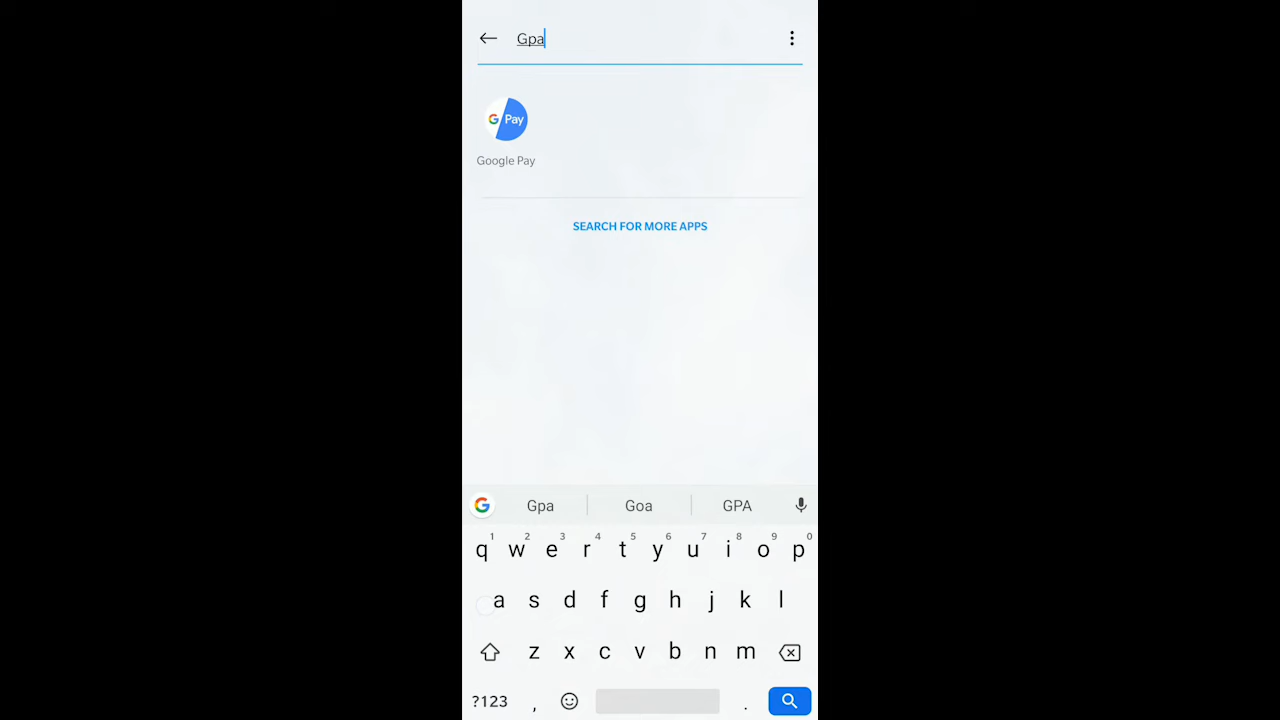 Gpa
G Pay
Google Pay
SEARCH FOR MORE APPS
G Gpa Goa GPA
1 2 3 4 5 6 7 8 9 0
q w e r t y u i o p
a s d f g h j k l
z x c v b n m
?123 , .